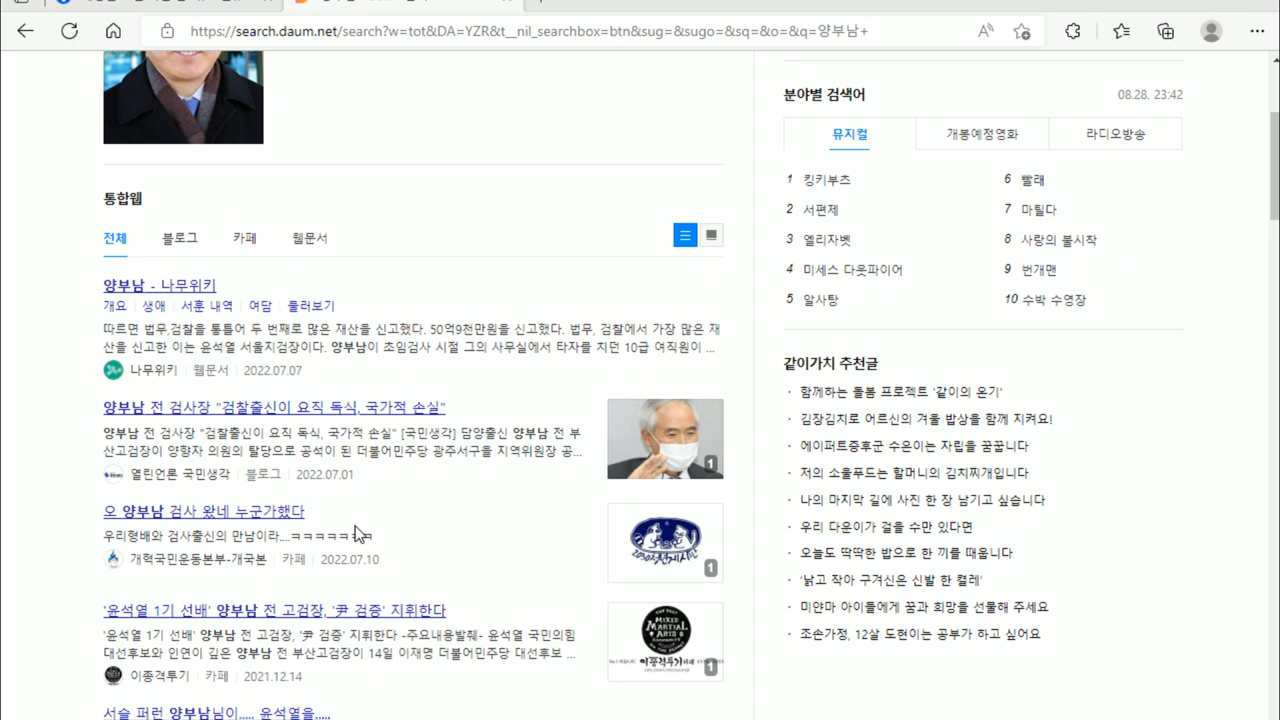 https://search.daum.net/search?w=tot&DA=YZR&t__nil_searchbox=btn&sug=&sugo=&sq=&o=&q=양부남+
통합웹
전체 블로그 카페 웹문서
양부남 - 나무위키
개요 생애 서훈 내역 여담 둘러보기
따르면 법무,검찰을 통틀어 두 번째로 많은 재산을 신고했다. 50억9천만원을 신고했다. 법무, 검찰에서 가장 많은 재
산을 신고한 이는 윤석열 서울지검장이다. 양부남이 초임검사 시절 그의 사무실에서 타자를 치던 10급 여직원이 ...
나무위키 웹문서 2022.07.07
양부남 전 검사장 "검찰출신이 요직 독식, 국가적 손실"
양부남 전 검사장 "검찰출신이 요직 독식, 국가적 손실" [국민생각] 담양출신 양부남 전 부
산고검장이 양향자 의원의 탈당으로 공석이 된 더불어민주당 광주서구을 지역위원장 공...
열린언론 국민생각 블로그 2022.07.01
1
오 양부남 검사 왔네 누군가했다
우리형배와 검사출신의 만남이라....ㅋㅋㅋㅋㅋㅋㅋ
개혁국민운동본부-개국본 카페 2022.07.10
1
'윤석열 1기 선배' 양부남 전 고검장, '尹 검증' 지휘한다
'윤석열 1기 선배' 양부남 전 고검장, '尹 검증' 지휘한다 -주요내용발췌- 윤석열 국민의힘
대선후보와 인연이 깊은 양부남 전 부산고검장이 14일 이재명 더불어민주당 대선후보 ...
이종격투기 카페 2021.12.14
MIXED
MARTIAL
ARTS
이종격투기
1
서슬 퍼런 양부남님이..... 윤석열을.....
분야별 검색어 08.28. 23:42
뮤지컬 개봉예정영화 라디오방송
1 킹키부츠 6 빨래
2 서편제 7 마틸다
3 엘리자벳 8 사랑의 불시작
4 미세스 다웃파이어 9 번개맨
5 알사탕 10 수박 수영장
같이가치 추천글
· 함께하는 돌봄 프로젝트 '같이의 온기'
· 김장김치로 어르신의 겨울 밥상을 함께 지켜요!
· 에이퍼트증후군 수은이는 자립을 꿈꿉니다
· 저의 소울푸드는 할머니의 김치찌개입니다
· 나의 마지막 길에 사진 한 장 남기고 싶습니다
· 우리 다운이가 걸을 수만 있다면
· 오늘도 딱딱한 밥으로 한 끼를 때웁니다
· '낡고 작아 구겨신은 신발 한 켤레'
· 미얀마 아이들에게 꿈과 희망을 선물해 주세요
· 조손가정, 12살 도현이는 공부가 하고 싶어요